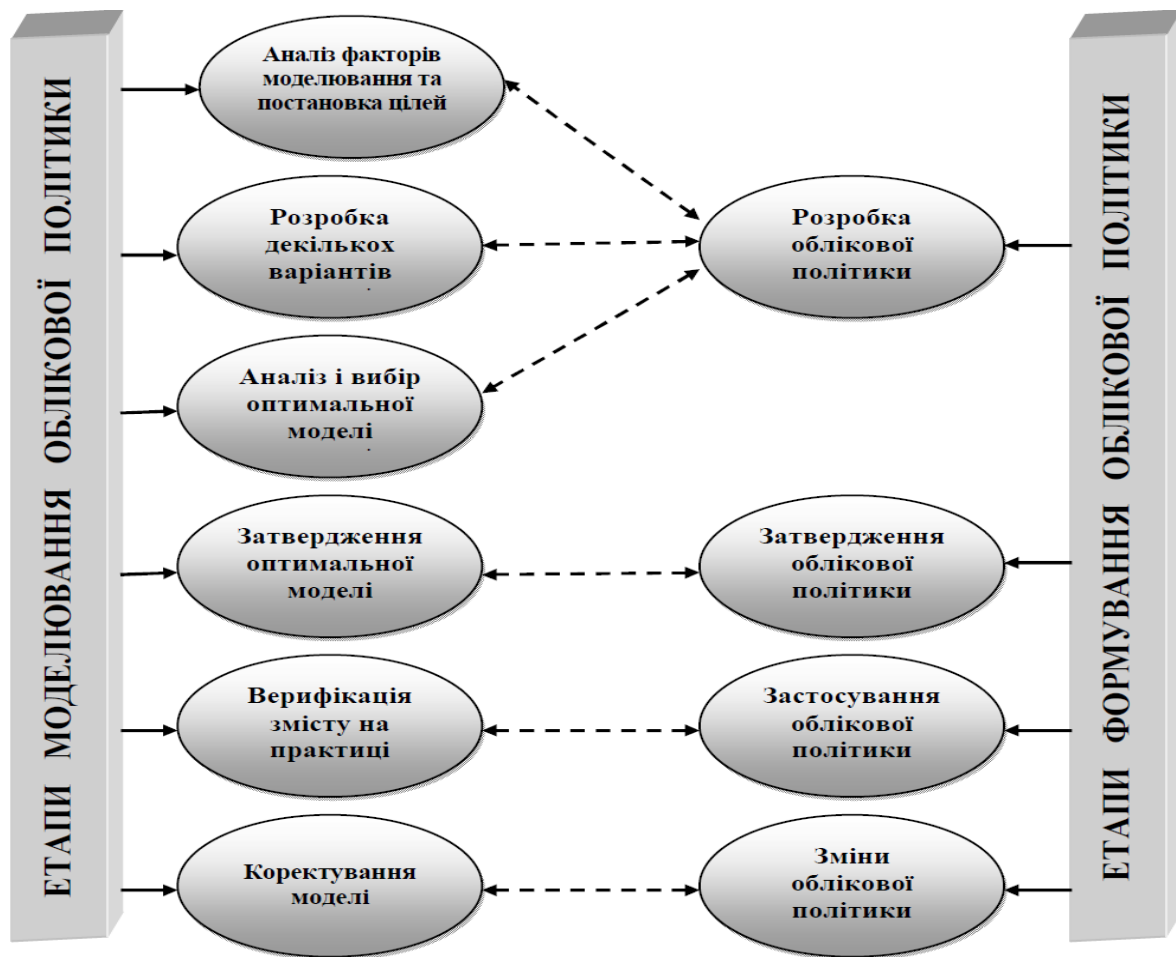 ЕТАПИ МОДЕЛЮВАННЯ ОБЛІКОВОЇ ПОЛІТИКИ
Аналіз факторів
моделювання та
постановка цілей
Розробка
декількох
варіантів
.
Аналіз і вибір
оптимальної
моделі
.
Затвердження
оптимальної
моделі
Верифікація
змісту на
практиці
Коректування
моделі
Розробка
облікової
політики
Затвердження
облікової
політики
Застосування
облікової
політики
Зміни
облікової
політики
ЕТАПИ ФОРМУВАННЯ ОБЛІКОВОЇ ПОЛІТИКИ